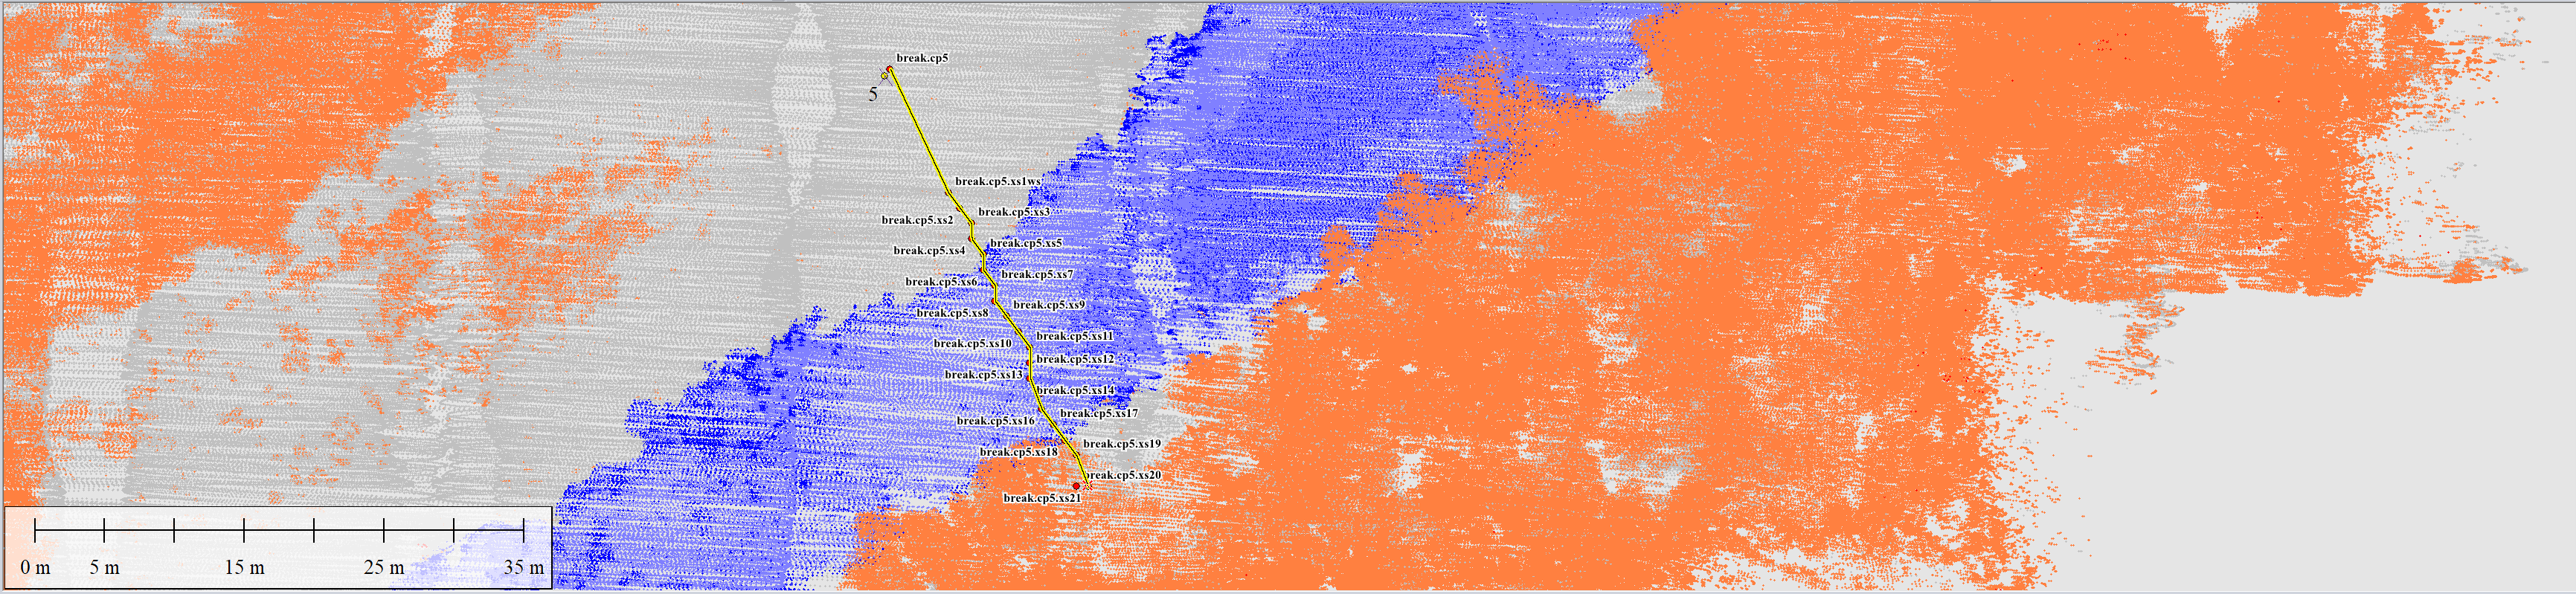 break.cp5
5
break.cp5.xs1ws
break.cp5.xs3
break.cp5.xs2
break.cp5.xs5
break.cp5.xs4
break.cp5.xs7
break.cp5.xs6
break.cp5.xs9
break.cp5.xs8
break.cp5.xs11
break.cp5.xs10
break.cp5.xs12
break.cp5.xs13
break.cp5.xs14
break.cp5.xs17
break.cp5.xs16
break.cp5.xs19
break.cp5.xs18
break.cp5.xs20
break.cp5.xs21
0 m 5 m 15 m 25 m 35 m